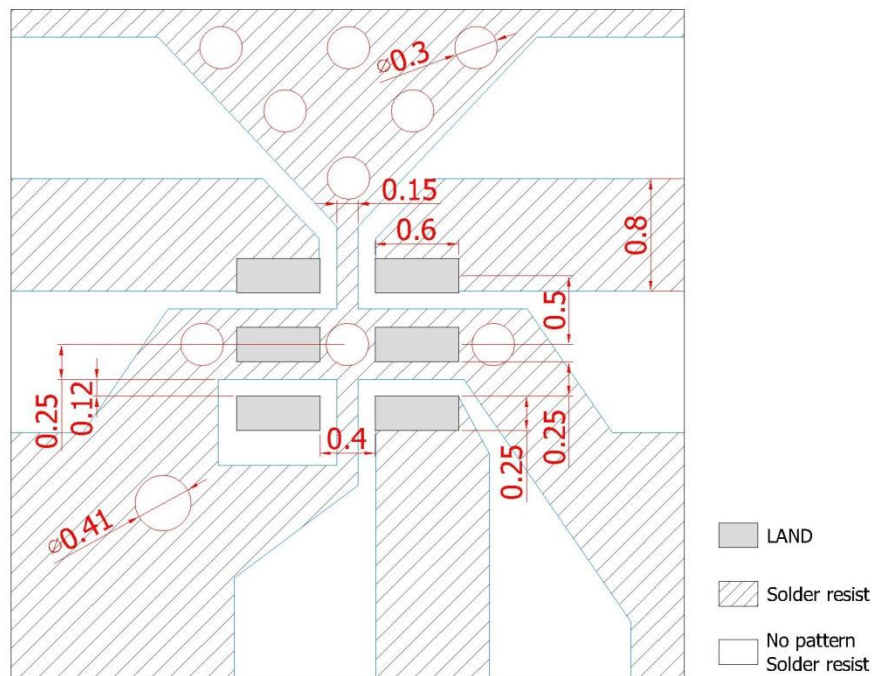 ⌀0.3
0.15
0.6
0.8
0.5
0.25
0.12
0.4
0.25
0.25
⌀0.41
LAND
Solder resist
No pattern
Solder resist